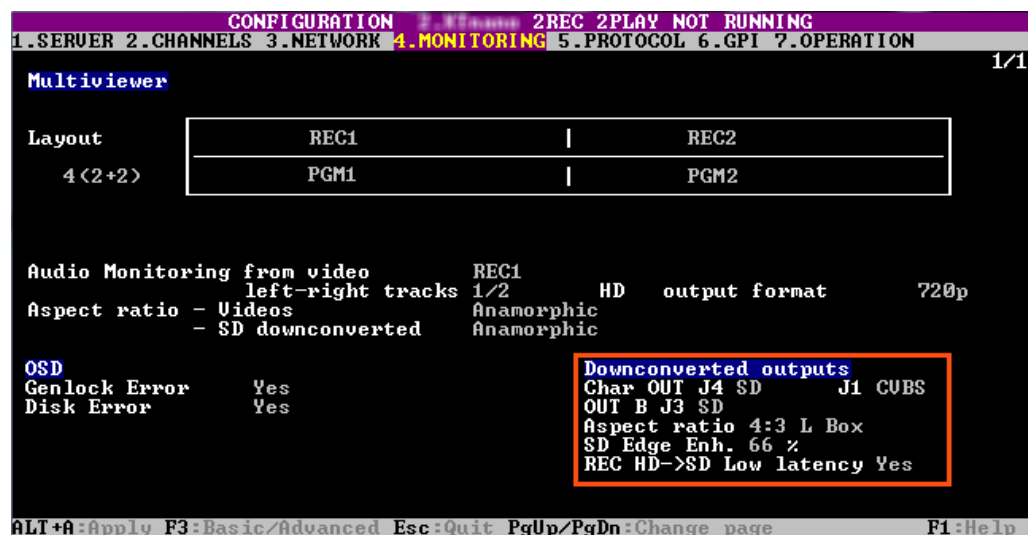 CONFIGURATION 2REC 2PLAY NOT RUNNING
1.SERVER 2.CHANNELS 3.NETWORK 4.MONITORING 5.PROTOCOL 6.GPI 7.OPERATION
1/1
Multiviewer
Layout REC1 | REC2
4(2+2) PGM1 | PGM2
Audio Monitoring from video REC1
left-right tracks 1/2 HD output format 720p
Aspect ratio - Videos Anamorphic
- SD downconverted Anamorphic
OSD Downconverted outputs
Genlock Error Yes Char OUT J4 SD J1 CVBS
Disk Error Yes OUT B J3 SD
Aspect ratio 4:3 L Box
SD Edge Enh. 66 %
REC HD->SD Low latency Yes
ALT+A:Apply F3:Basic/Advanced Esc:Quit PgUp/PgDn:Change page F1:Help